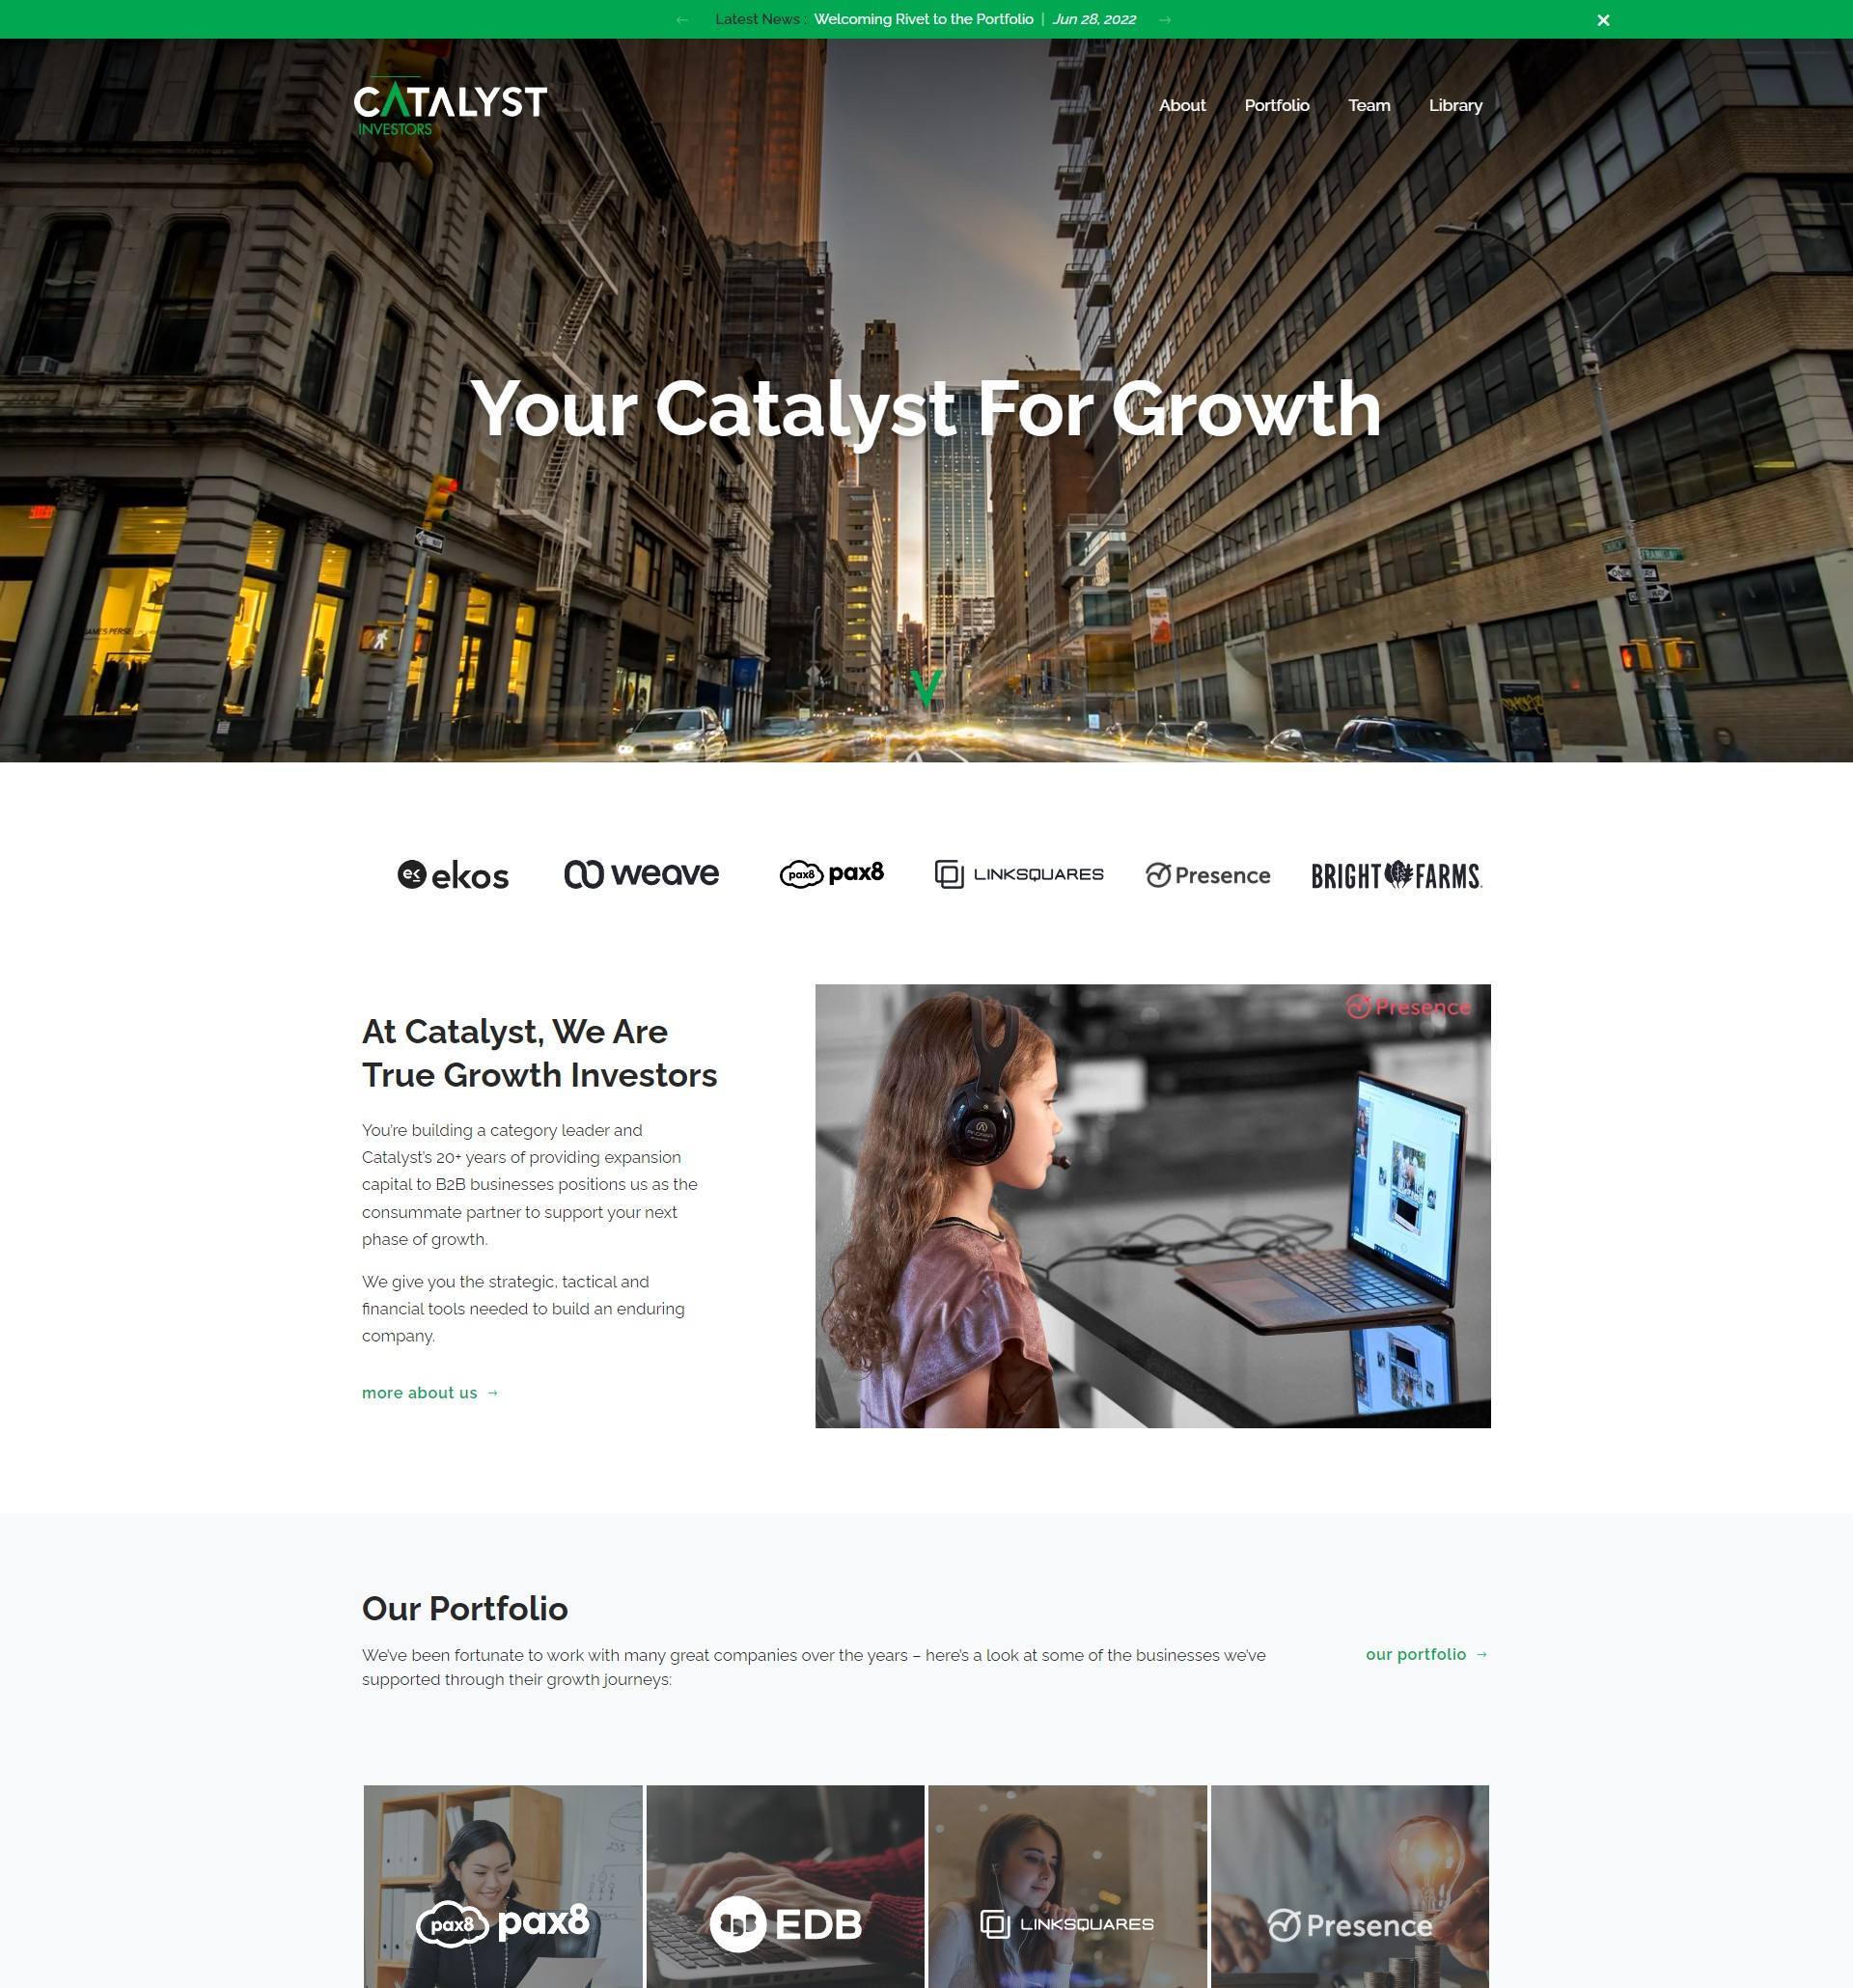 Latest News : Welcoming Rivet to the Portfolio | Jun 28, 2022
CATALYST
INVESTORS
About Portfolio Team Library
Your Catalyst For Growth
FRANKLIN
JAMES PERSE
ek ekos
weave
pax8 pax8
LINKSQUARES
Presence
BRIGHT FARMS
Presence
At Catalyst, We Are
True Growth Investors
You're building a category leader and
Catalyst's 20+ years of providing expansion
capital to B2B businesses positions us as the
consummate partner to support your next
phase of growth.
We give you the strategic, tactical and
financial tools needed to build an enduring
company.
more about us →
Our Portfolio
We've been fortunate to work with many great companies over the years – here's a look at some of the businesses we've
supported through their growth journeys:
our portfolio →
pax8 pax8
EDB
LINKSQUARES
Presence